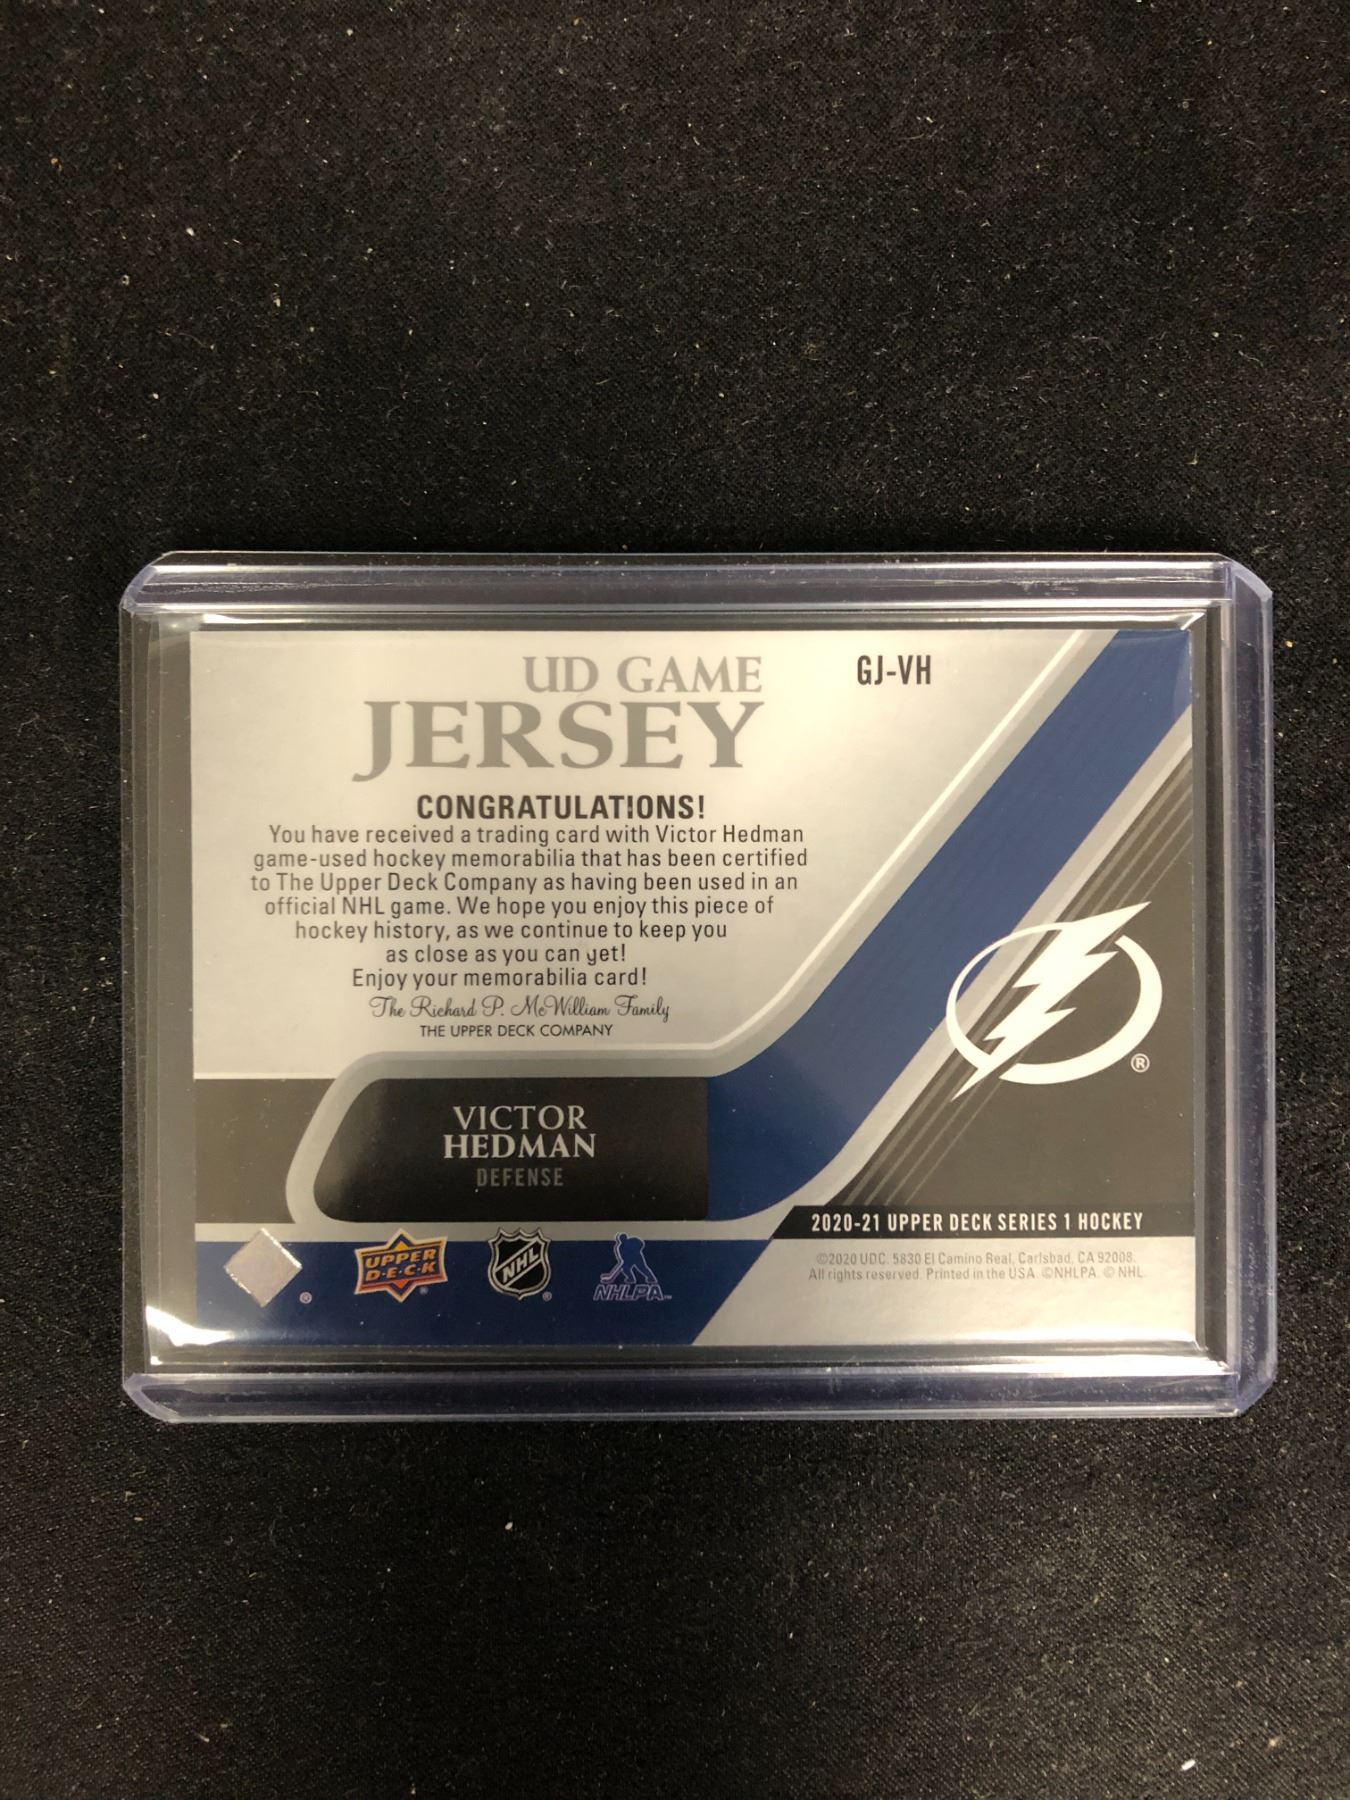 UD GAME
JERSEY
GJ-VH
CONGRATULATIONS!
You have received a trading card with Victor Hedman
game-used hockey memorabilia that has been certified
to The Upper Deck Company as having been used in an
official NHL game. We hope you enjoy this piece of
hockey history, as we continue to keep you
as close as you can get!
Enjoy your memorabilia card!
The Richard P. McWilliam Family
THE UPPER DECK COMPANY
VICTOR
HEDMAN
DEFENSE
®
2020-21 UPPER DECK SERIES 1 HOCKEY
©2020 UDC. 5830 El Camino Real, Carlsbad, CA 92008.
All rights reserved. Printed in the USA. ©NHLPA. © NHL.
®
UPPER
D·E·C·K
®
NHL
®
NHLPA™